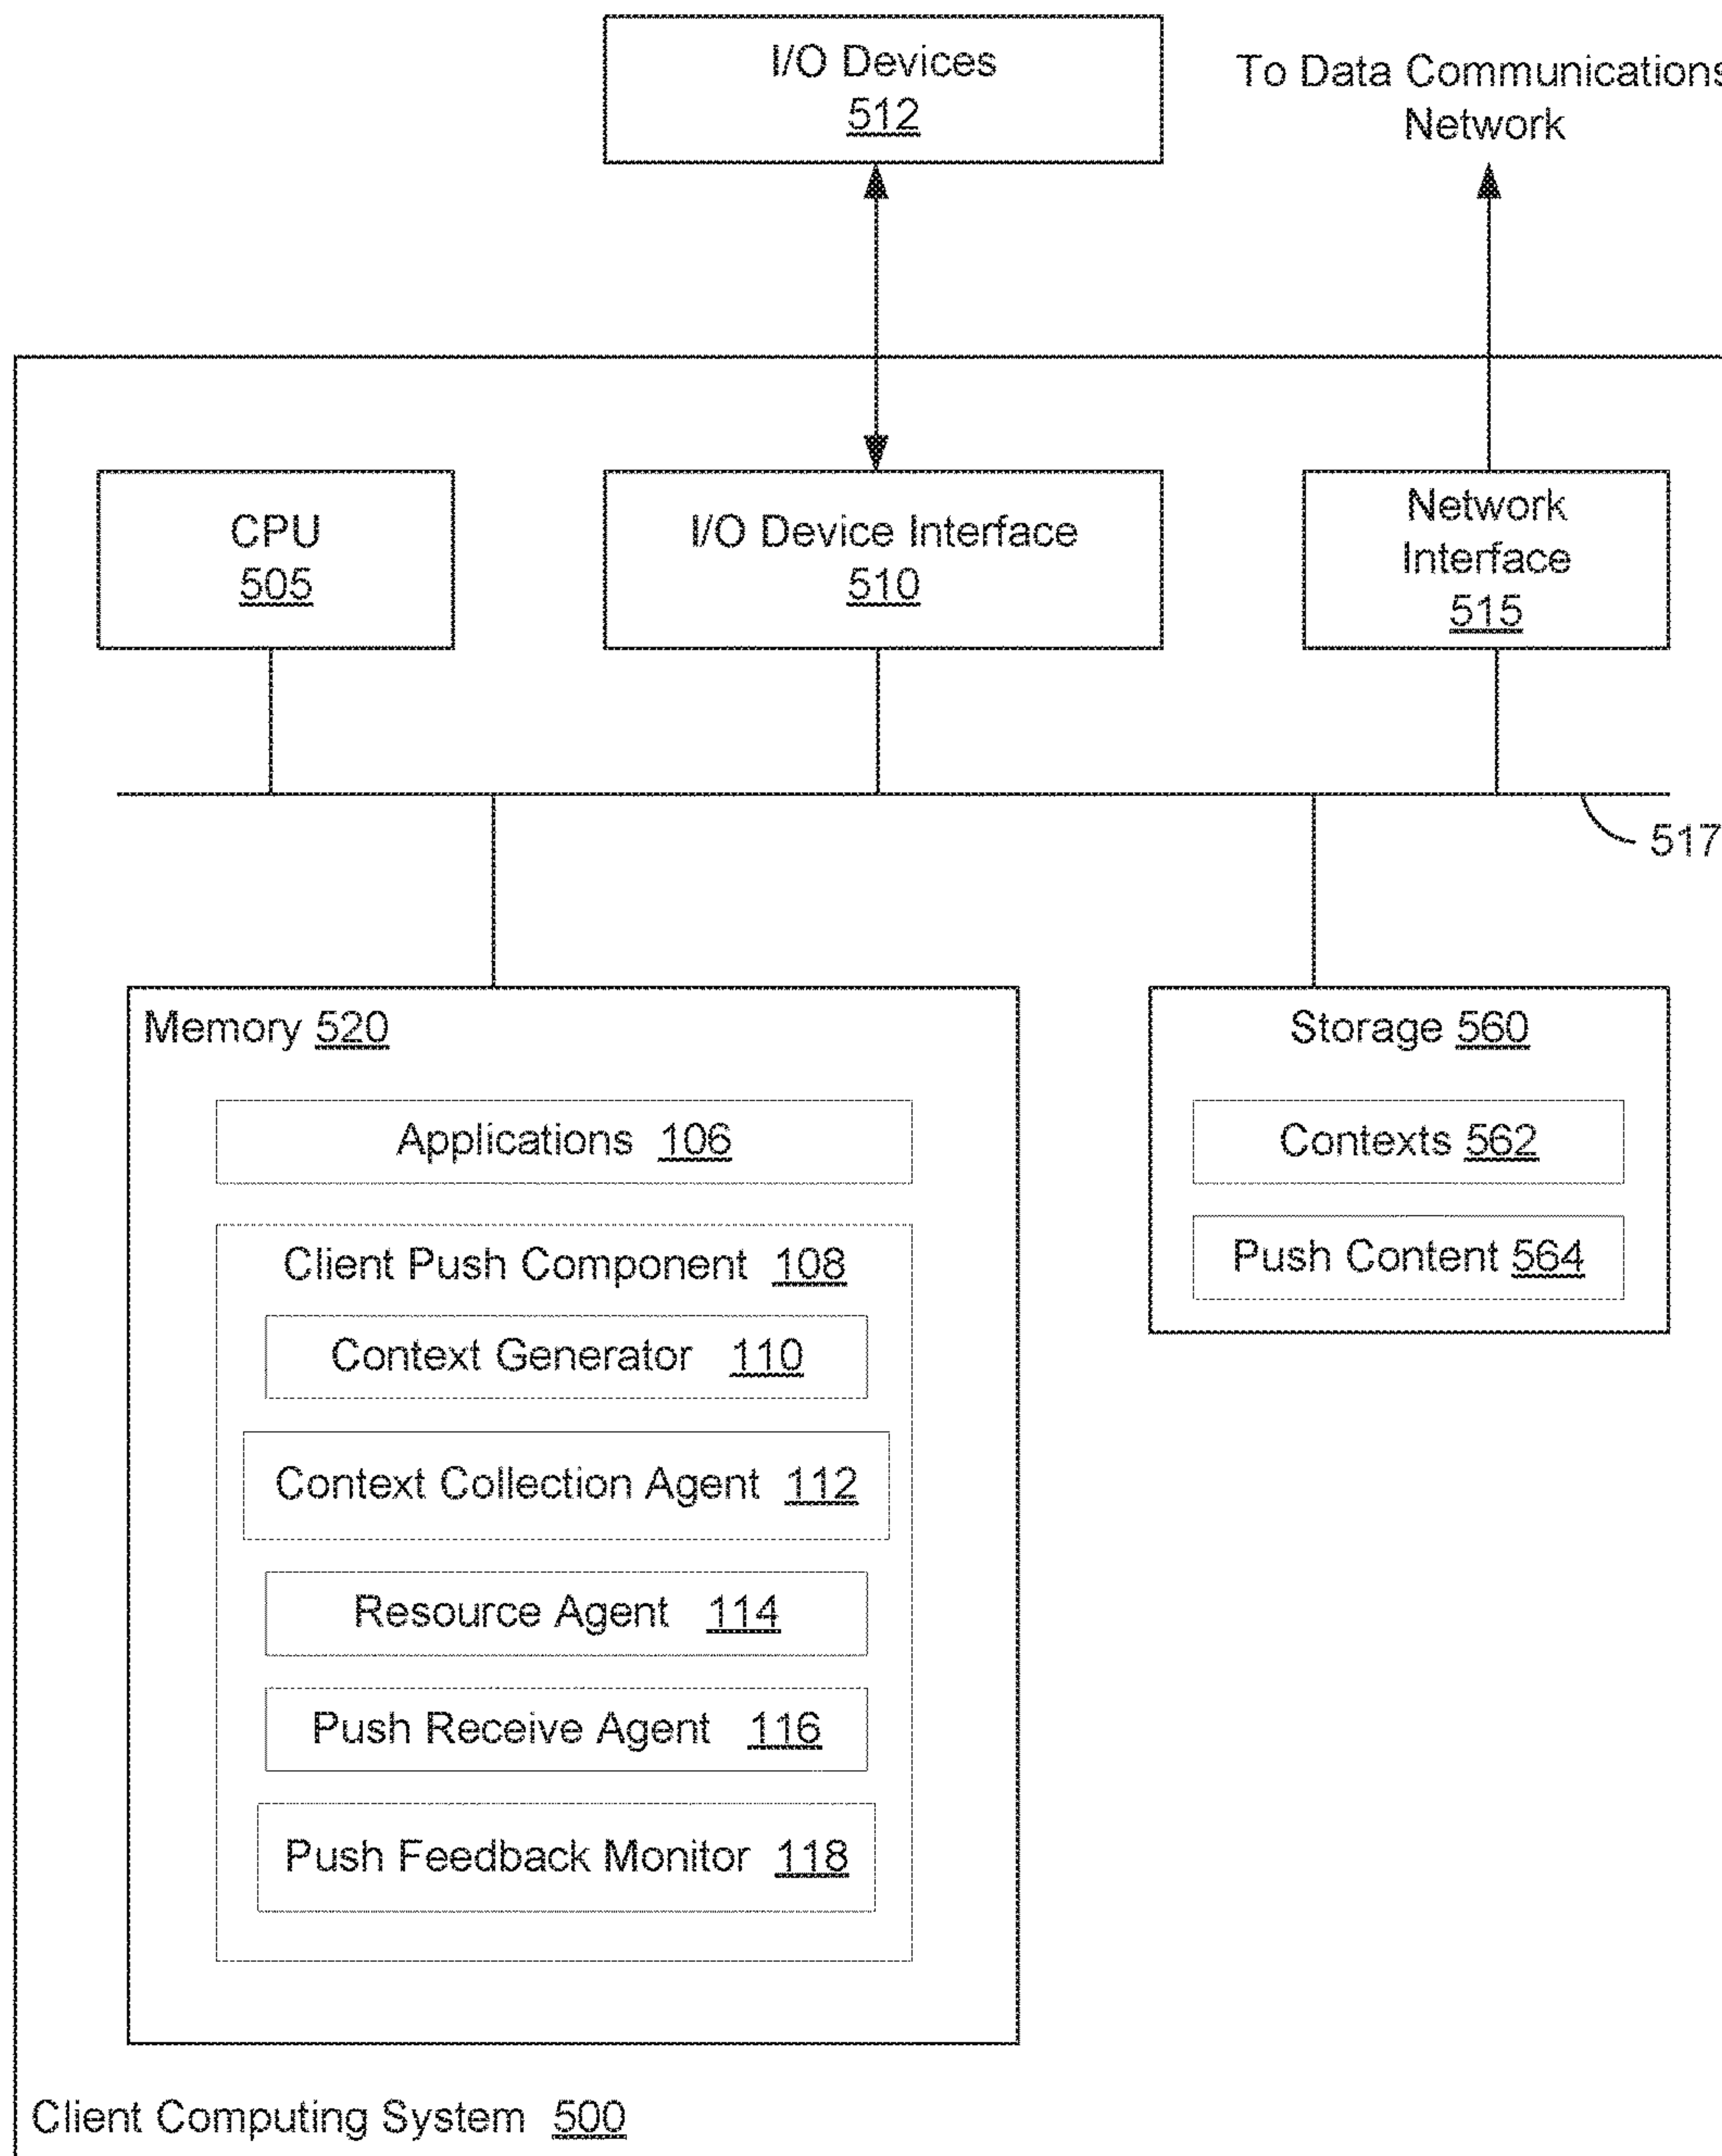 I/O Devices
512
To Data Communications
Network
CPU
505
I/O Device Interface
510
Network
Interface
515
517
Memory 520
Applications 106
Client Push Component 108
Context Generator 110
Context Collection Agent 112
Resource Agent 114
Push Receive Agent 116
Push Feedback Monitor 118
Storage 560
Contexts 562
Push Content 564
Client Computing System 500